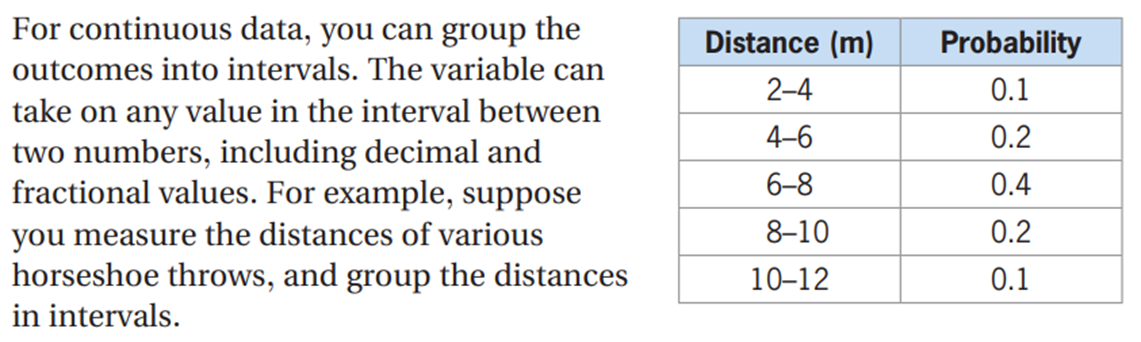 For continuous data, you can group the
outcomes into intervals. The variable can
take on any value in the interval between
two numbers, including decimal and
fractional values. For example, suppose
you measure the distances of various
horseshoe throws, and group the distances
in intervals.
Distance (m) Probability
2–4 0.1
4–6 0.2
6–8 0.4
8–10 0.2
10–12 0.1